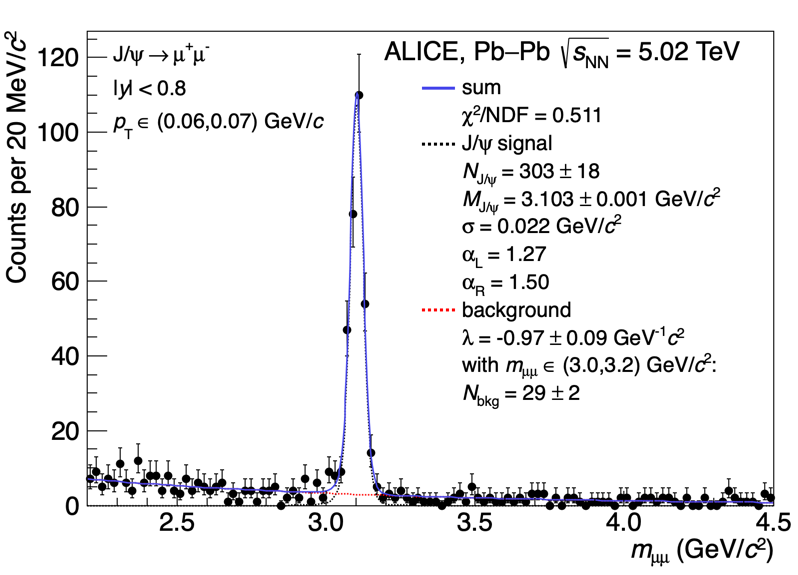 J/ψ → μ⁺μ⁻
|y| < 0.8
p_T ∈ (0.06,0.07) GeV/c
ALICE, Pb–Pb √s_NN = 5.02 TeV
sum
χ²/NDF = 0.511
J/ψ signal
N_J/ψ = 303 ± 18
M_J/ψ = 3.103 ± 0.001 GeV/c²
σ = 0.022 GeV/c²
α_L = 1.27
α_R = 1.50
background
λ = -0.97 ± 0.09 GeV⁻¹c²
with m_μμ ∈ (3.0,3.2) GeV/c²:
N_bkg = 29 ± 2
Counts per 20 MeV/c²
120
100
80
60
40
20
0
2.5 3.0 3.5 4.0 4.5
m_μμ (GeV/c²)